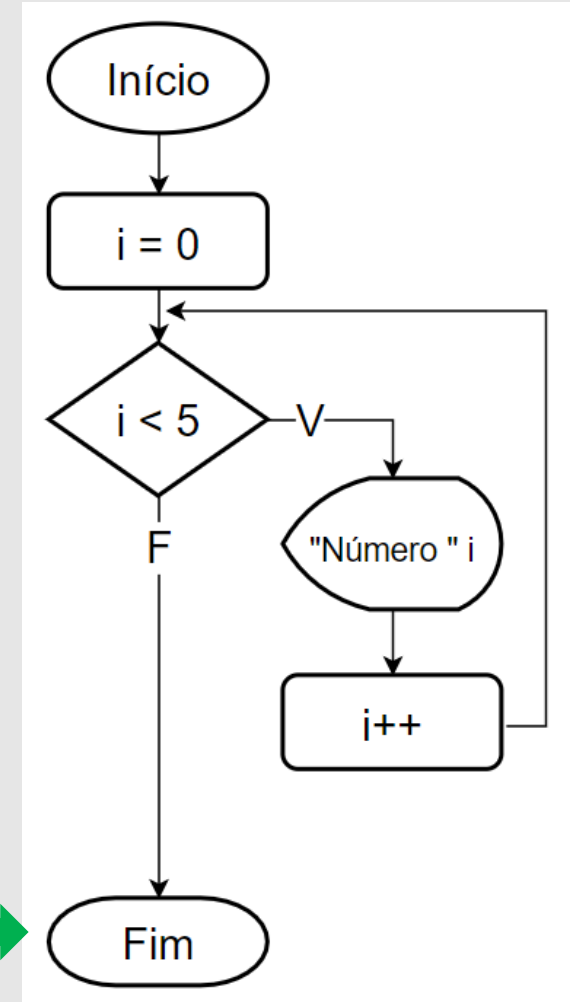 Início
i = 0
i < 5
V
F
"Número " i
i++
Fim